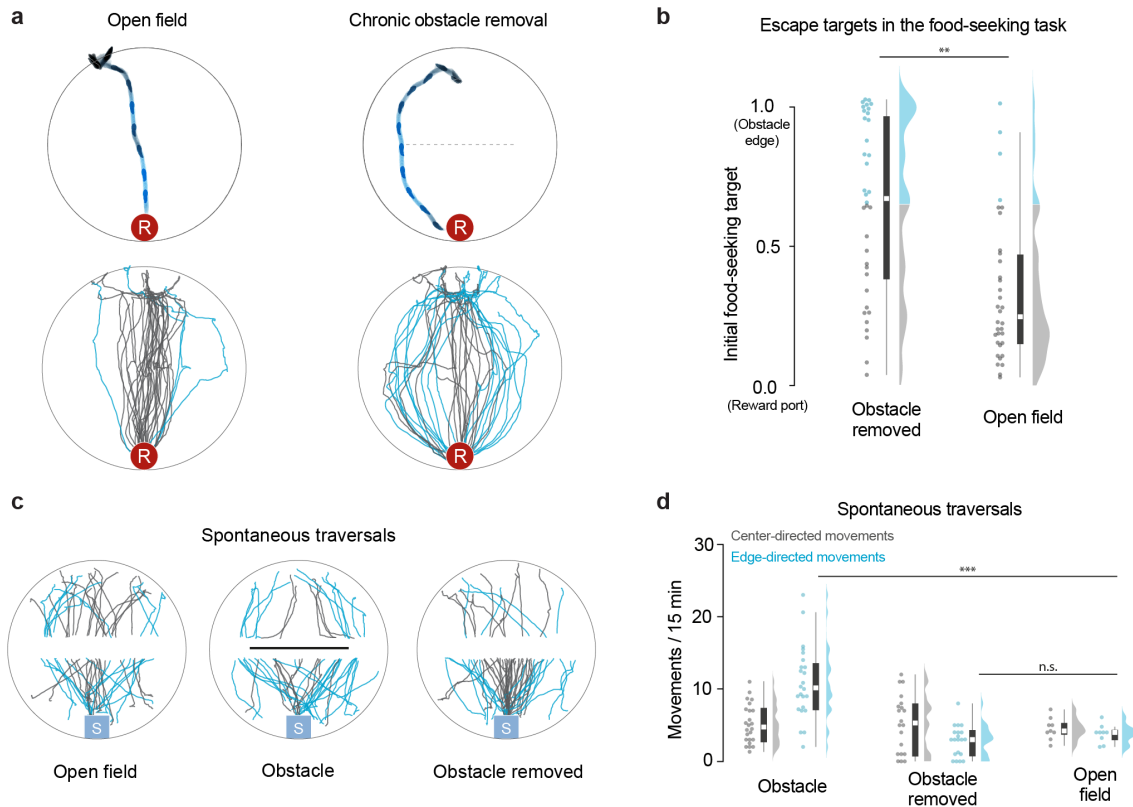 a
Open field
Chronic obstacle removal
R
R
R
R
b
Escape targets in the food-seeking task
**
Initial food-seeking target
1.0
(Obstacle
edge)
0.5
0.0
(Reward port)
Obstacle
removed
Open field
c
Spontaneous traversals
S
S
S
Open field
Obstacle
Obstacle removed
d
Spontaneous traversals
Center-directed movements
Edge-directed movements
Movements / 15 min
30
20
10
0
***
n.s.
Obstacle
Obstacle
removed
Open
field